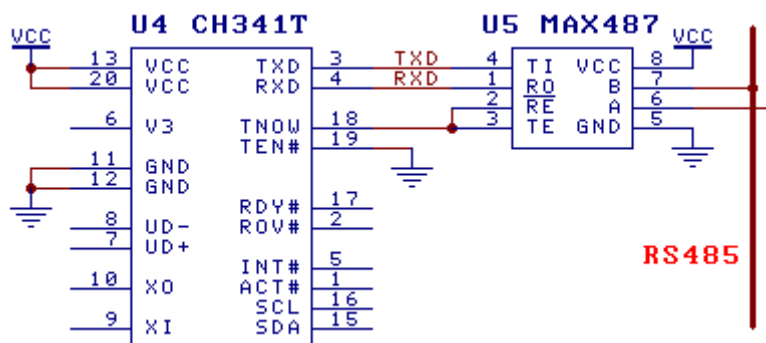 U4 CH341T U5 MAX487
VCC VCC
13 VCC TXD 3 TXD 4 TI VCC 8
20 VCC RXD 4 RXD 1 RO B 7
2 RE A 6
6 V3 TNOW 18 3 TE GND 5
TEN# 19
11 GND
12 GND
RDY# 17
8 UD- ROV# 2
7 UD+
RS485
INT# 5
10 XO ACT# 1
SCL 16
9 XI SDA 15